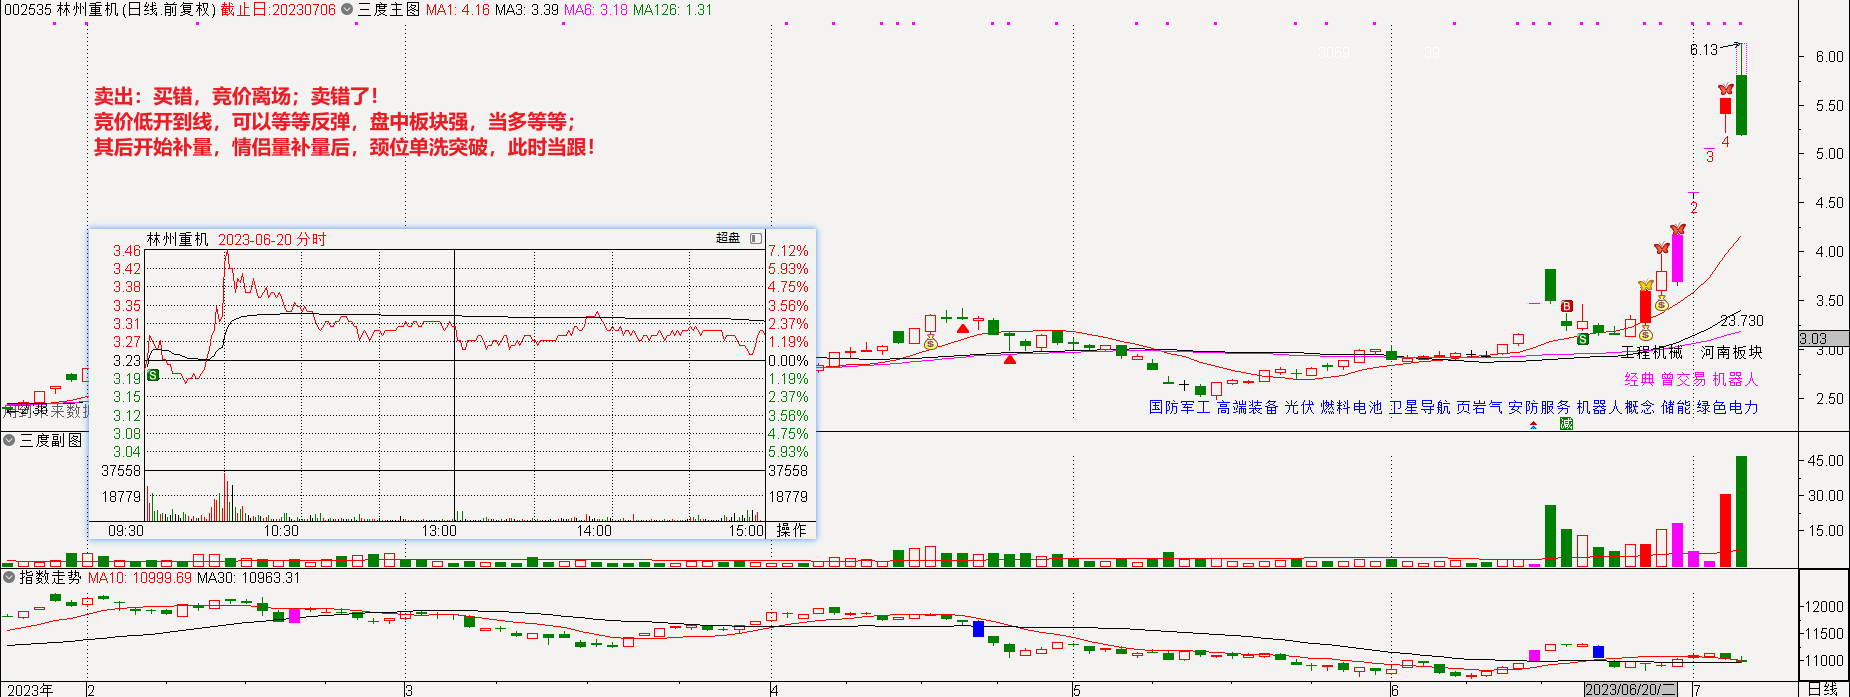 002535 林州重机(日线.前复权) 截止日:20230706 三度主图 MA1: 4.16 MA3: 3.39 MA6: 3.18 MA126: 1.31
3069 39
6.13
6.00
卖出：买错，竞价离场；卖错了！
5.50
竞价低开到线，可以等等反弹，盘中板块强，当多等等；
其后开始补量，情侣量补量后，颈位单洗突破，此时当跟！
4
3
5.00
4.50
2
4.00
3.50
B
S
23.730
3.03
3.00
工程机械 河南板块
经典 曾交易 机器人
2.50
国防军工 高端装备 光伏 燃料电池 卫星导航 页岩气 安防服务 机器人概念 储能 绿色电力
减
林州重机 2023-06-20 分时 超盘
3.46 7.12%
3.42 5.93%
3.38 4.75%
3.35 3.56%
3.31 2.37%
3.27 1.19%
3.23 0.00%
S
3.19 1.19%
3.15 2.37%
3.12 3.56%
3.08 4.75%
3.04 5.93%
37558 37558
18779 18779
09:30 10:30 13:00 14:00 15:00 操作
三度副图
45.00
30.00
15.00
指数走势 MA10: 10999.69 MA30: 10963.31
12000
11500
11000
2023年 2 3 4 5 6 2023/06/20/二 7 日线